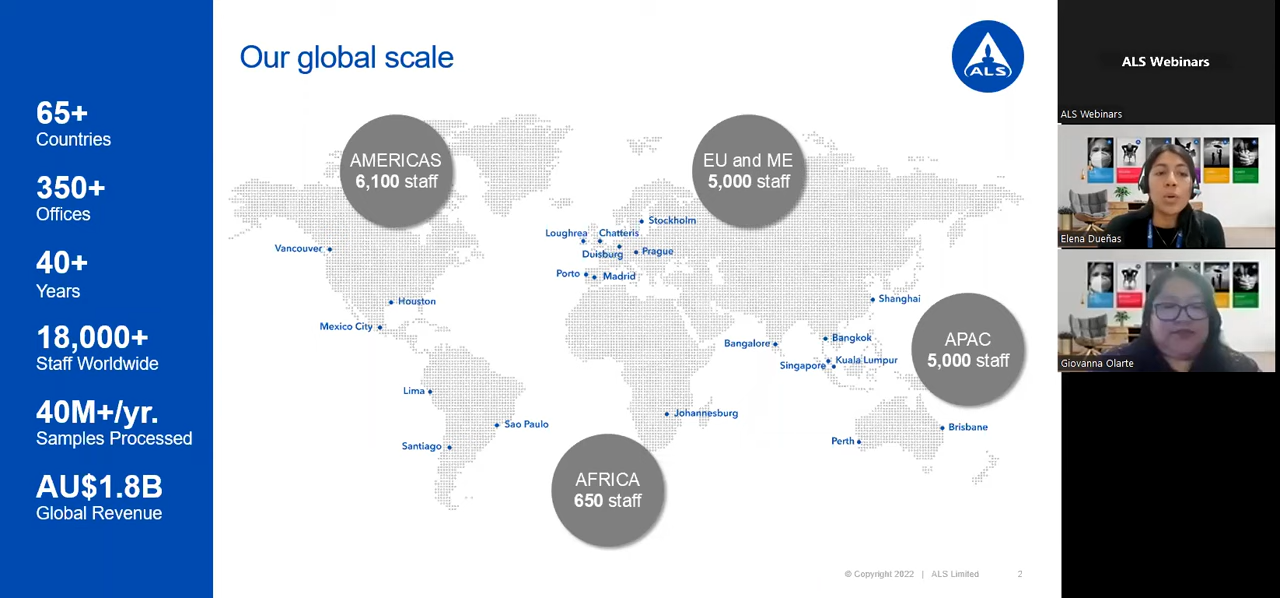 Our global scale
ALS
65+
Countries
350+
Offices
40+
Years
18,000+
Staff Worldwide
40M+/yr.
Samples Processed
AU$1.8B
Global Revenue
AMERICAS
6,100 staff
EU and ME
5,000 staff
APAC
5,000 staff
AFRICA
650 staff
Stockholm
Loughrea
Chatteris
Vancouver
Duisburg
Prague
Porto
Madrid
Houston
Shanghai
Mexico City
Bangalore
Bangkok
Kuala Lumpur
Singapore
Lima
Johannesburg
Sao Paulo
Brisbane
Santiago
Perth
© Copyright 2022 | ALS Limited 2
ALS Webinars
ALS Webinars
Elena Dueñas
Giovanna Olarte